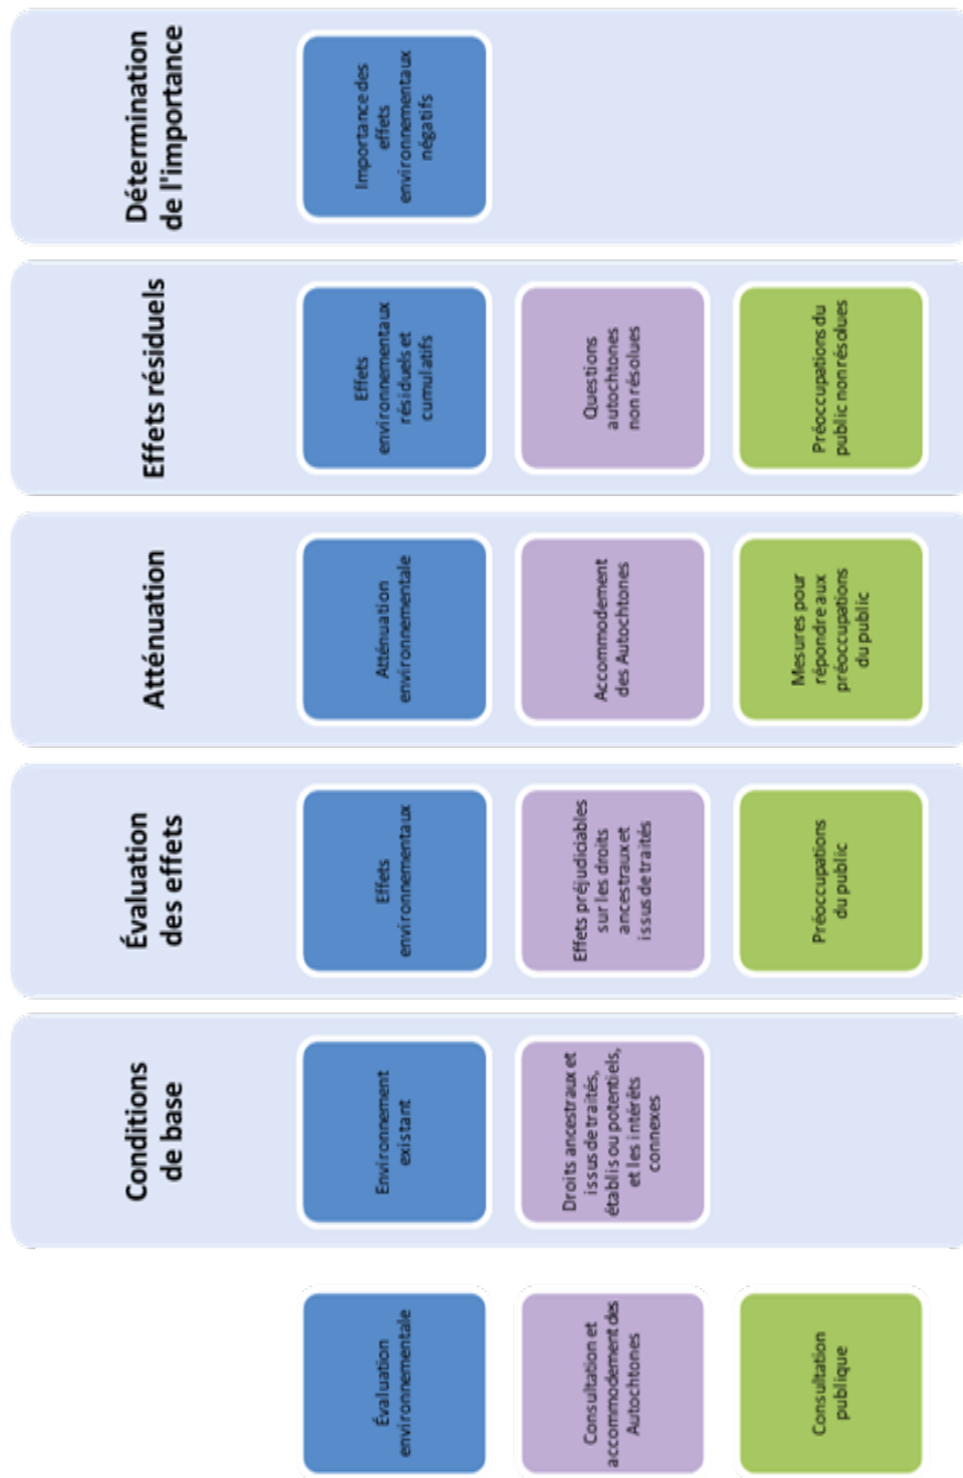 Conditions
de base
Évaluation
des effets
Atténuation
Effets résiduels
Détermination
de l'importance
Évaluation
environnementale
Environnement
existant
Effets
environnementaux
Atténuation
environnementale
Effets
environnementaux
résiduels et
cumulatifs
Importance des
effets
environnementaux
négatifs
Consultation et
accommodement des
Autochtones
Droits ancestraux et
issus de traités,
établis ou potentiels,
et les intérêts
connexes
Effets préjudiciables
sur les droits
ancestraux et
issus de traités
Accommodement
des Autochtones
Questions
autochtones
non résolues
Consultation
publique
Préoccupations
du public
Mesures pour
répondre aux
préoccupations
du public
Préoccupations du
public non résolues